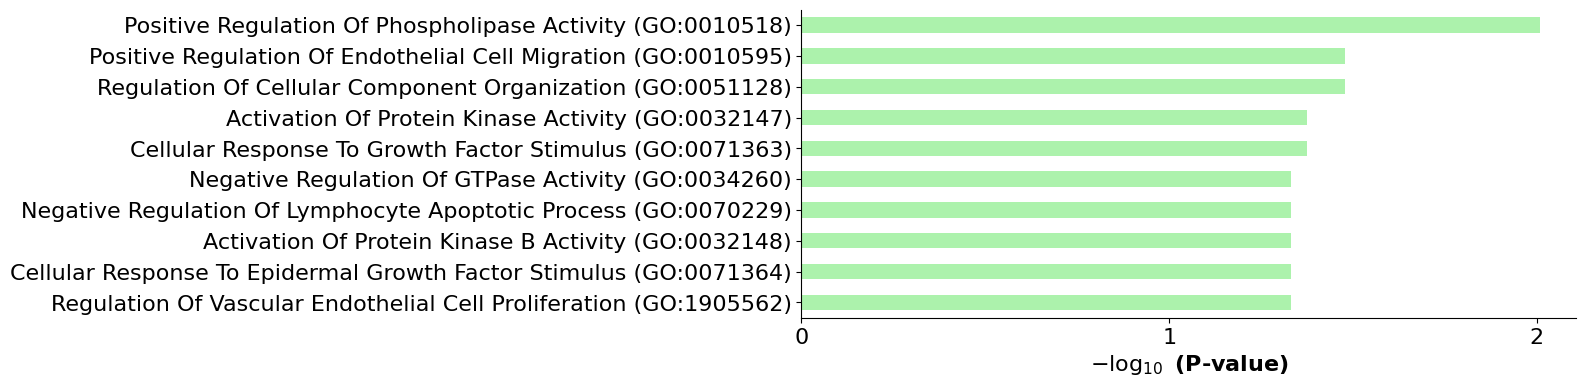 Positive Regulation Of Phospholipase Activity (GO:0010518)
Positive Regulation Of Endothelial Cell Migration (GO:0010595)
Regulation Of Cellular Component Organization (GO:0051128)
Activation Of Protein Kinase Activity (GO:0032147)
Cellular Response To Growth Factor Stimulus (GO:0071363)
Negative Regulation Of GTPase Activity (GO:0034260)
Negative Regulation Of Lymphocyte Apoptotic Process (GO:0070229)
Activation Of Protein Kinase B Activity (GO:0032148)
Cellular Response To Epidermal Growth Factor Stimulus (GO:0071364)
Regulation Of Vascular Endothelial Cell Proliferation (GO:1905562)
0 1 2
−log₁₀ (P-value)